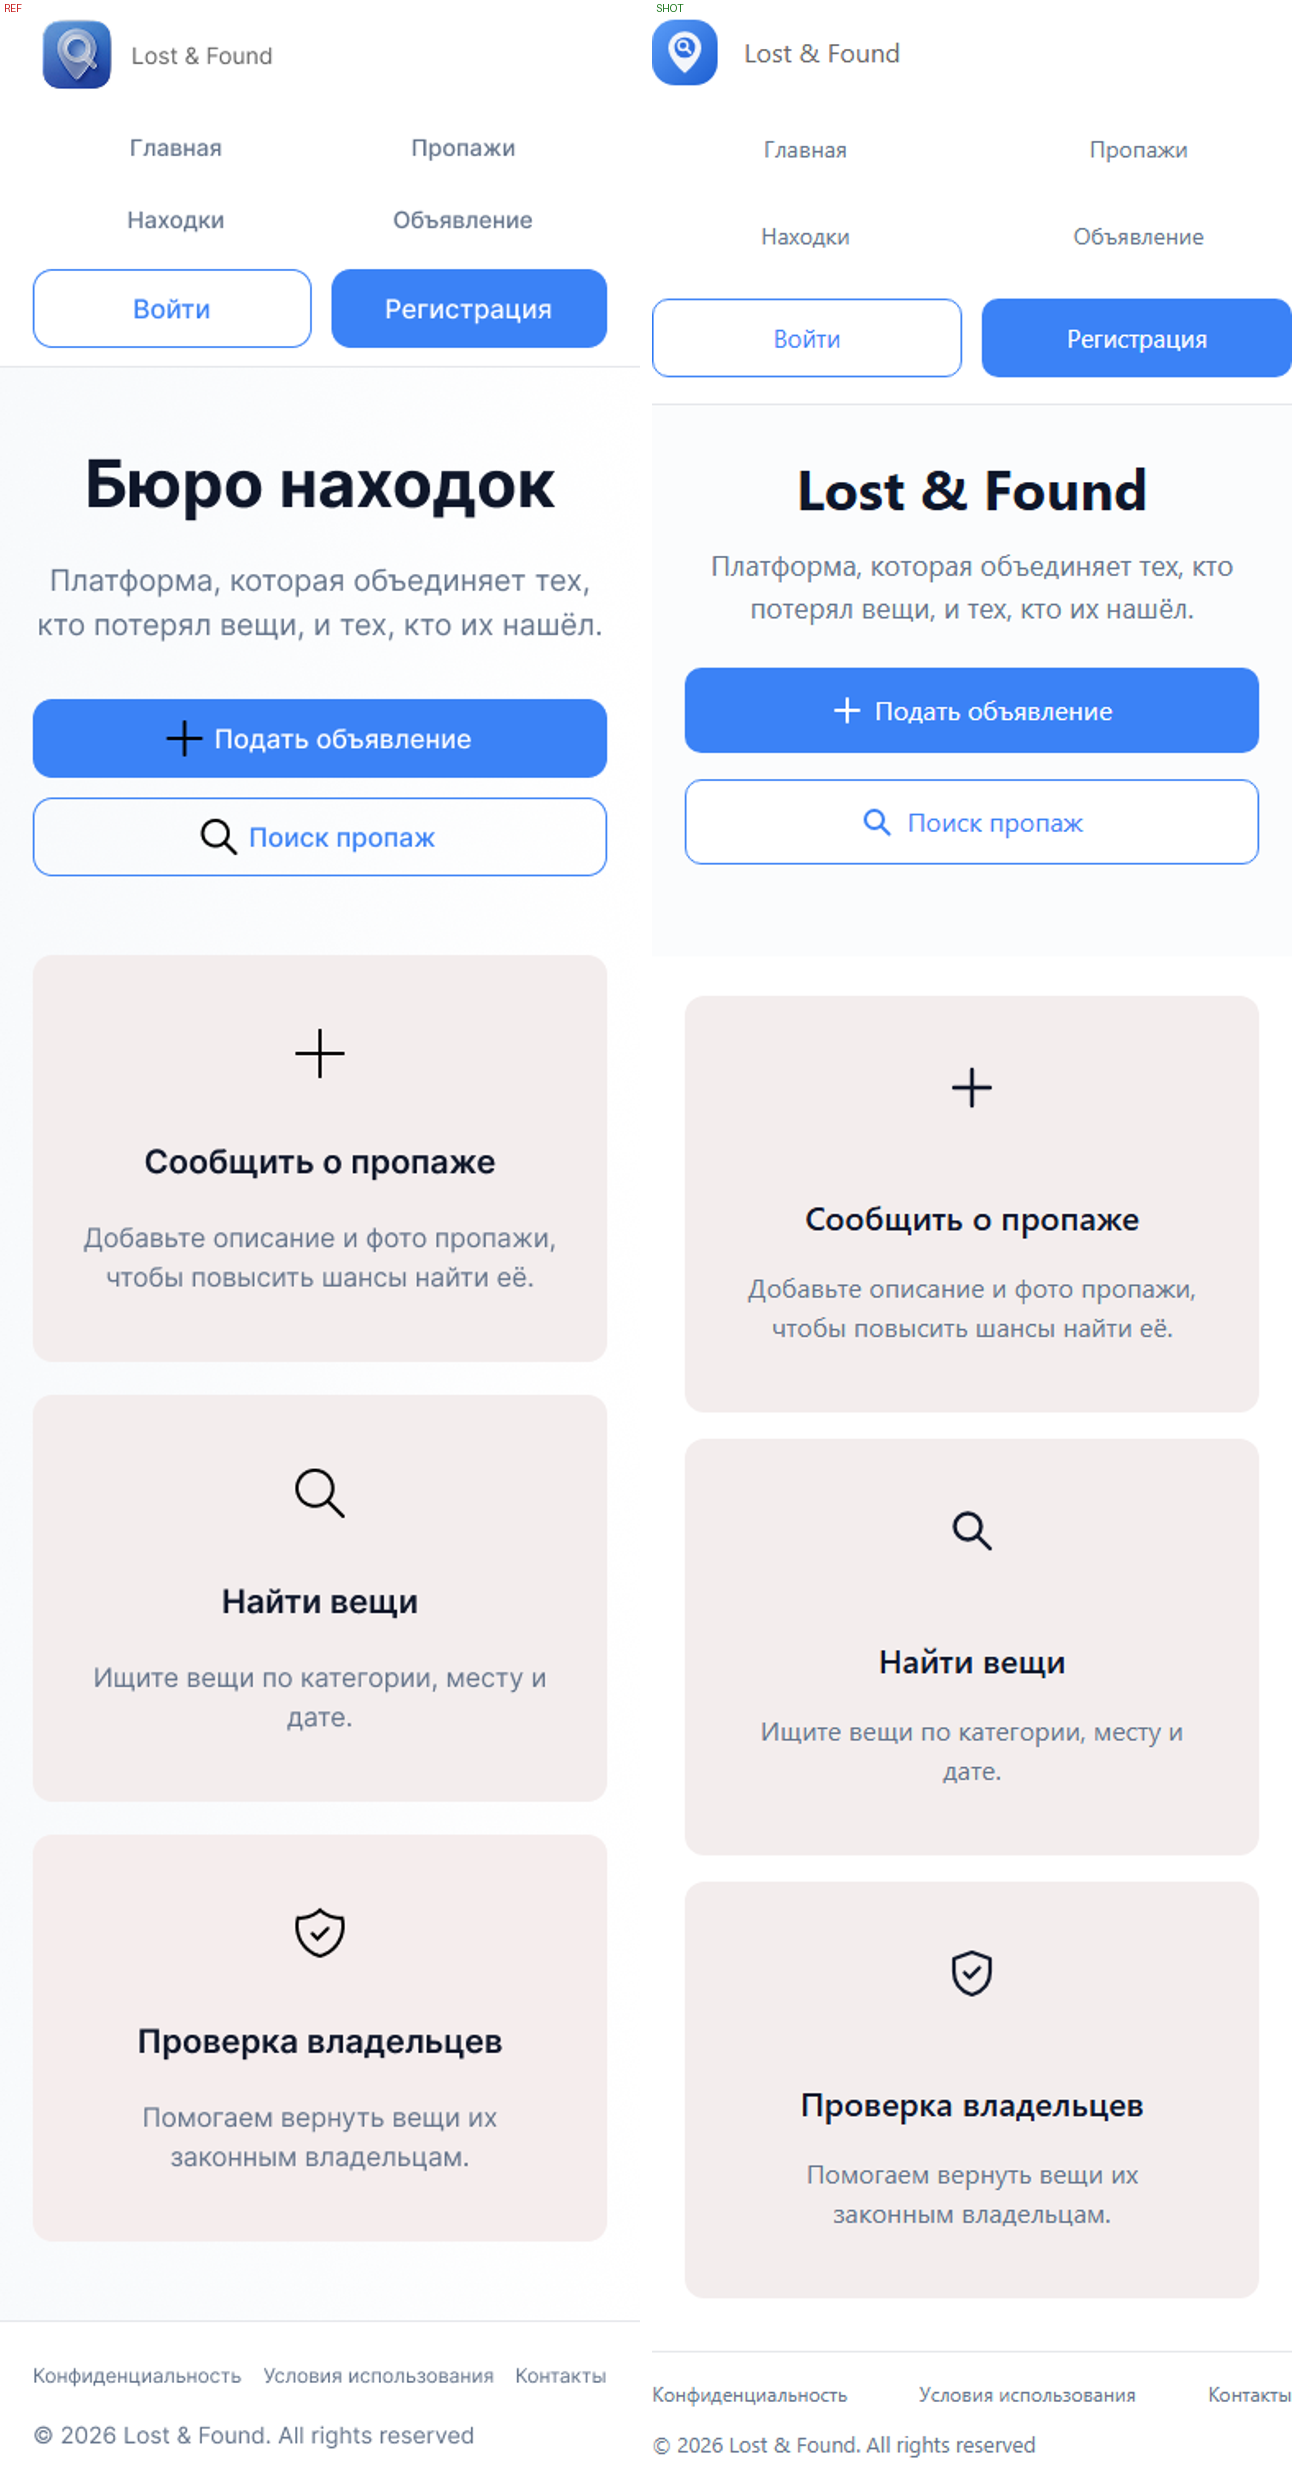 REF
Lost & Found
Главная Пропажи
Находки Объявление
Войти Регистрация
Бюро находок
Платформа, которая объединяет тех,
кто потерял вещи, и тех, кто их нашёл.
Подать объявление
Поиск пропаж
Сообщить о пропаже
Добавьте описание и фото пропажи,
чтобы повысить шансы найти её.
Найти вещи
Ищите вещи по категории, месту и
дате.
Проверка владельцев
Помогаем вернуть вещи их
законным владельцам.
Конфиденциальность Условия использования Контакты
© 2026 Lost & Found. All rights reserved
SHOT
Lost & Found
Главная Пропажи
Находки Объявление
Войти Регистрация
Lost & Found
Платформа, которая объединяет тех, кто
потерял вещи, и тех, кто их нашёл.
Подать объявление
Поиск пропаж
Сообщить о пропаже
Добавьте описание и фото пропажи,
чтобы повысить шансы найти её.
Найти вещи
Ищите вещи по категории, месту и
дате.
Проверка владельцев
Помогаем вернуть вещи их
законным владельцам.
Конфиденциальность Условия использования Контакты
© 2026 Lost & Found. All rights reserved